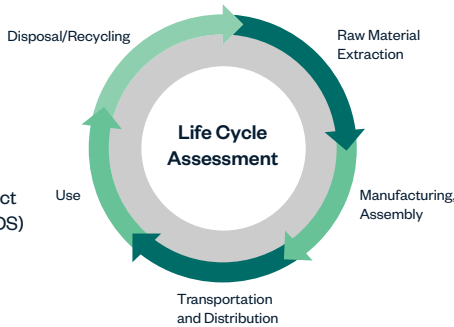 Disposal/Recycling
Raw Material
Extraction
Life Cycle
Assessment
Use
Manufacturing,
Assembly
Transportation
and Distribution